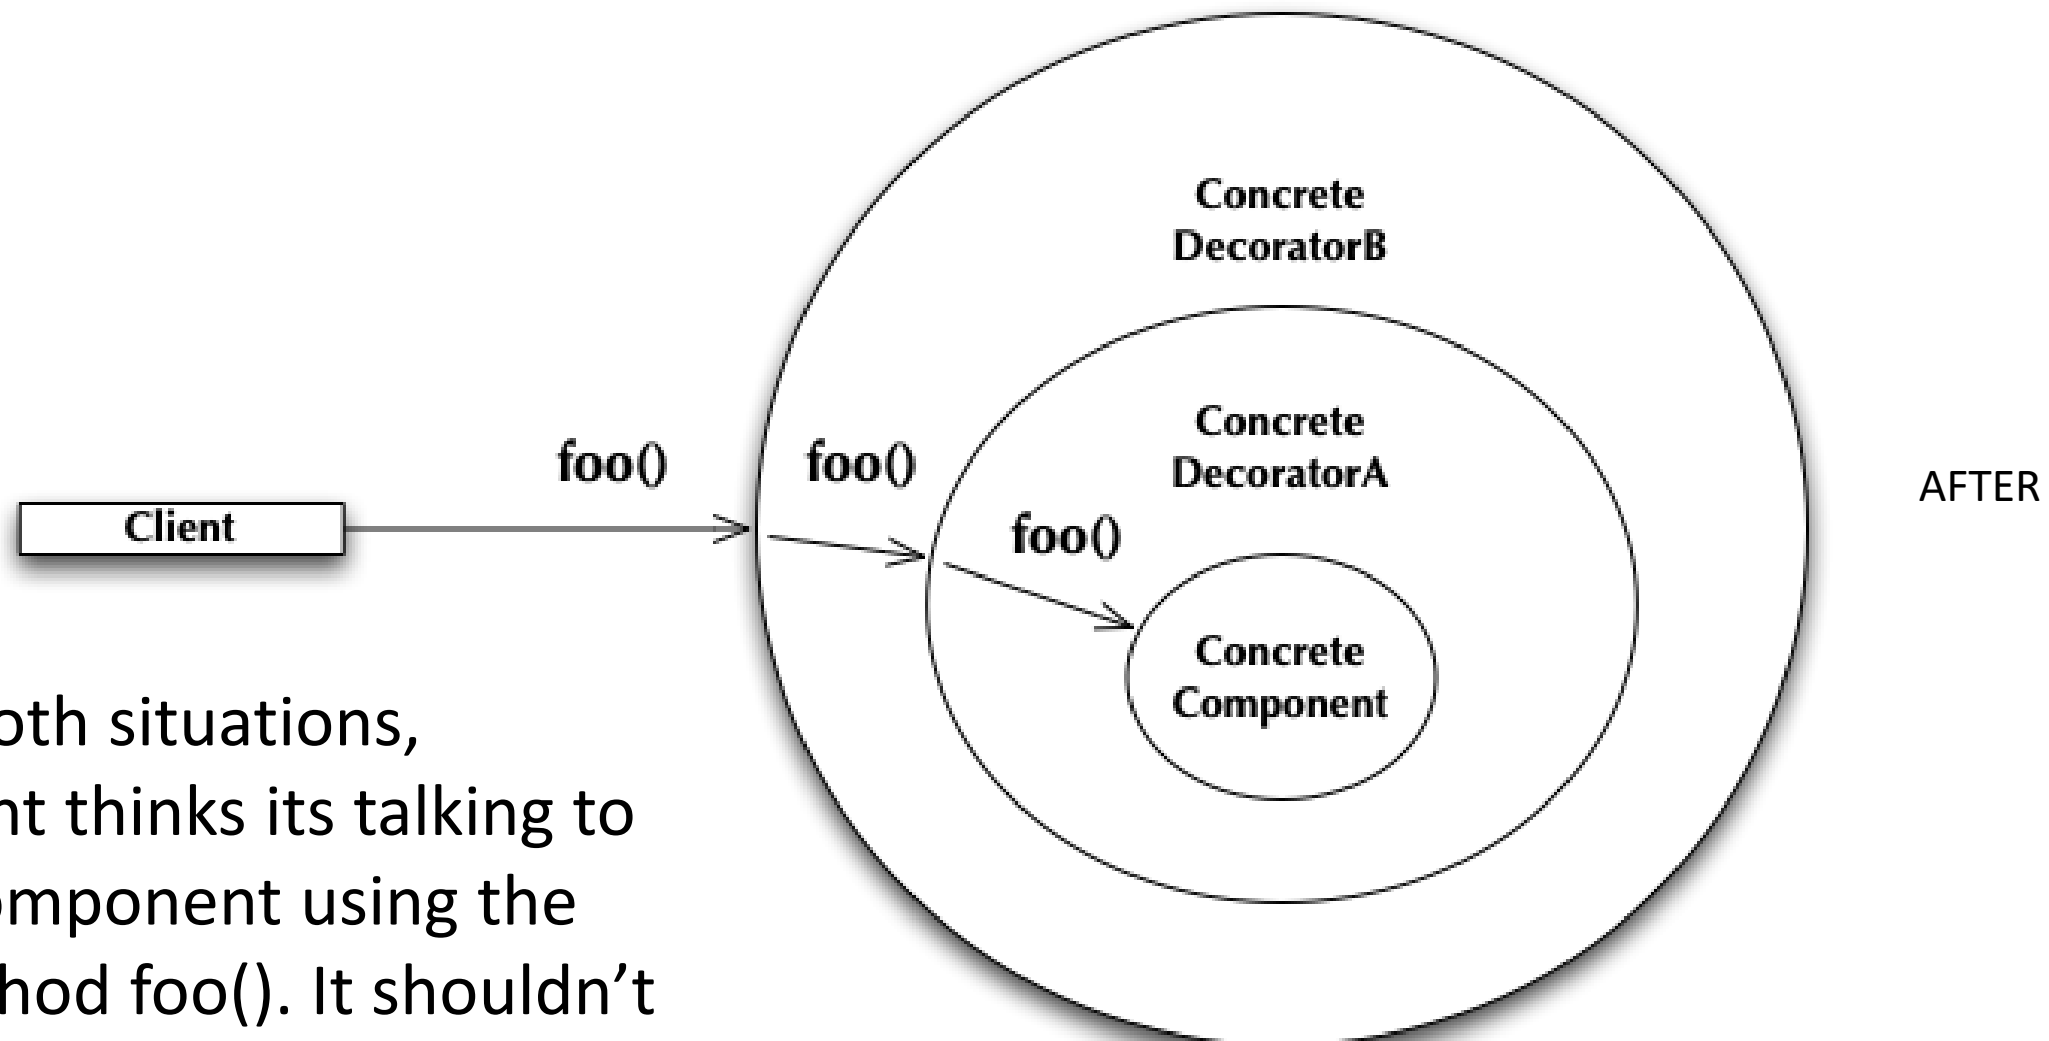 Concrete
DecoratorB
Concrete
DecoratorA
foo()
foo()
foo()
Client
AFTER
Concrete
Component
oth situations,
nt thinks its talking to
omponent using the
hod foo(). It shouldn’t